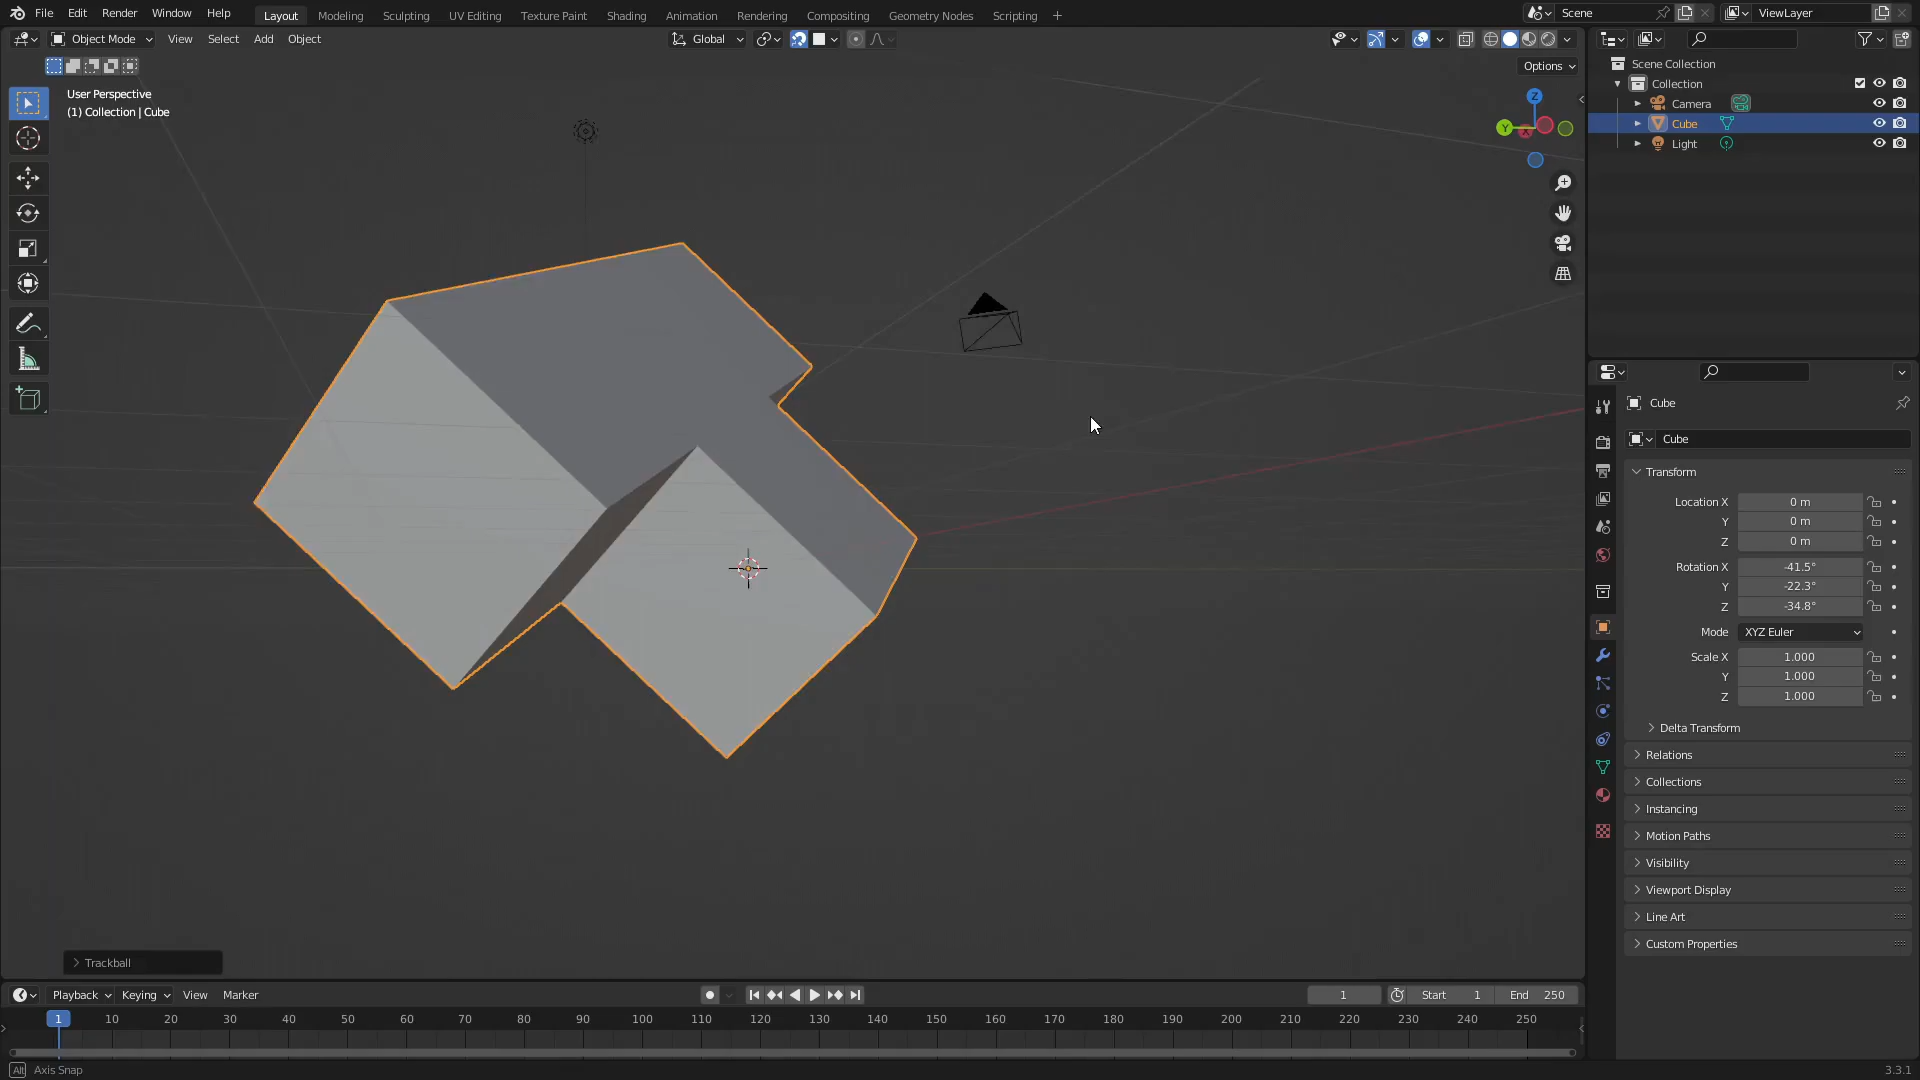 File Edit Render Window Help Layout Modeling Sculpting UV Editing Texture Paint Shading Animation Rendering Compositing Geometry Nodes Scripting + Scene ViewLayer
Object Mode View Select Add Object Global
Options
User Perspective
(1) Collection | Cube
Z
Y
X
Scene Collection
Collection
Camera
Cube
Light
Cube
Cube
Transform
Location X 0 m
Y 0 m
Z 0 m
Rotation X -41.5°
Y -22.3°
Z -34.8°
Mode XYZ Euler
Scale X 1.000
Y 1.000
Z 1.000
Delta Transform
Relations
Collections
Instancing
Motion Paths
Visibility
Viewport Display
Line Art
Custom Properties
Trackball
Playback Keying View Marker 1 Start 1 End 250
1 10 20 30 40 50 60 70 80 90 100 110 120 130 140 150 160 170 180 190 200 210 220 230 240 250
Alt Axis Snap 3.3.1